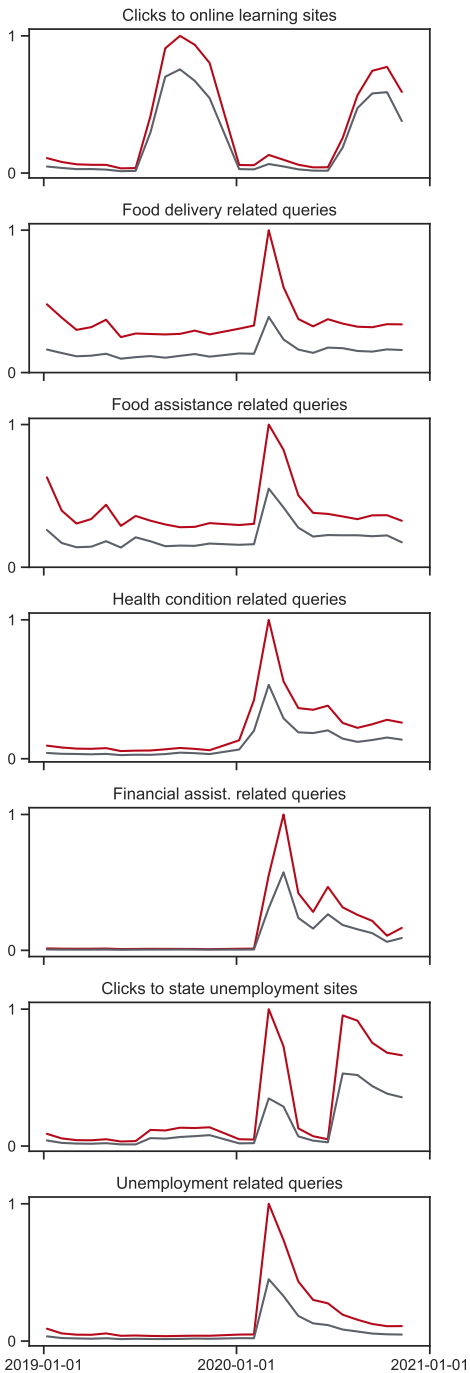 Clicks to online learning sites
1
0
Food delivery related queries
1
0
Food assistance related queries
1
0
Health condition related queries
1
0
Financial assist. related queries
1
0
Clicks to state unemployment sites
1
0
Unemployment related queries
1
0
2019-01-01 2020-01-01 2021-01-01